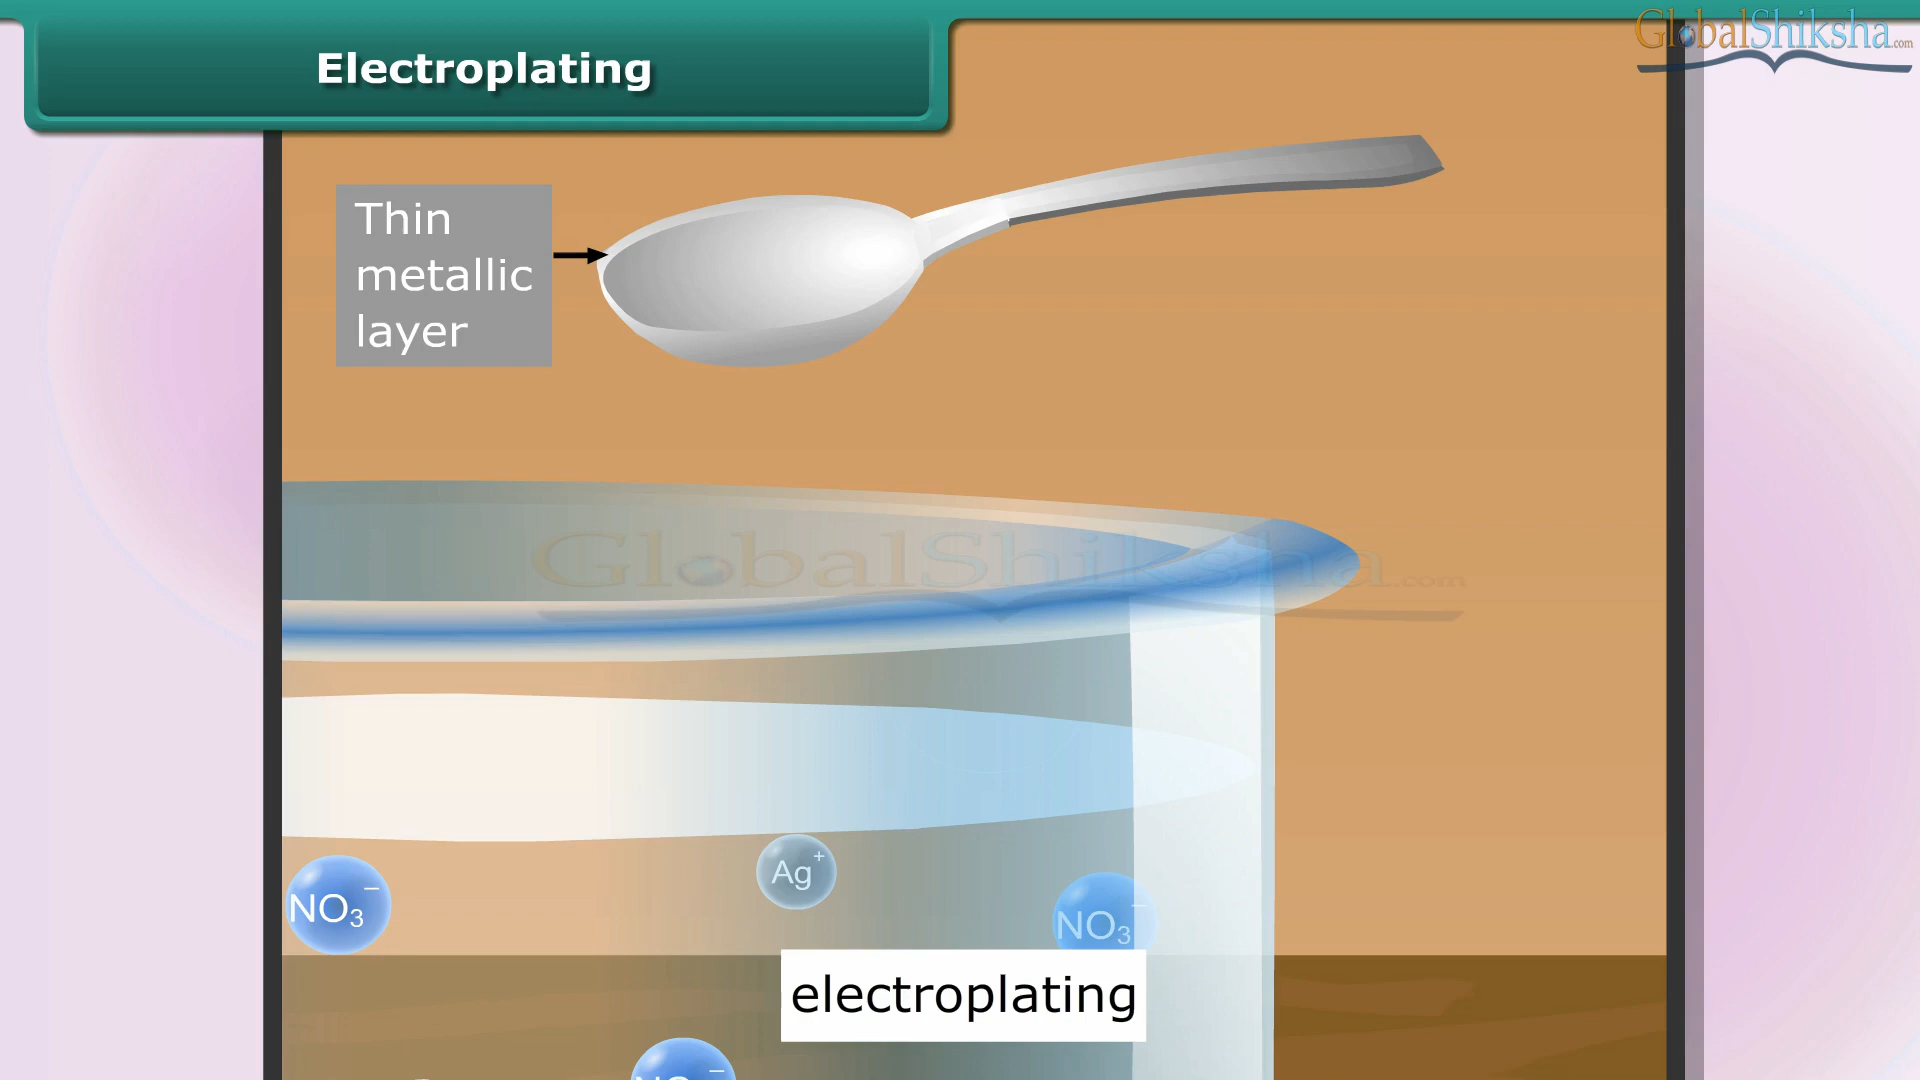 Electroplating
GlobalShiksha.com
Thin
metallic
layer
GlobalShiksha.com
Ag⁺
NO₃⁻
NO₃⁻
electroplating